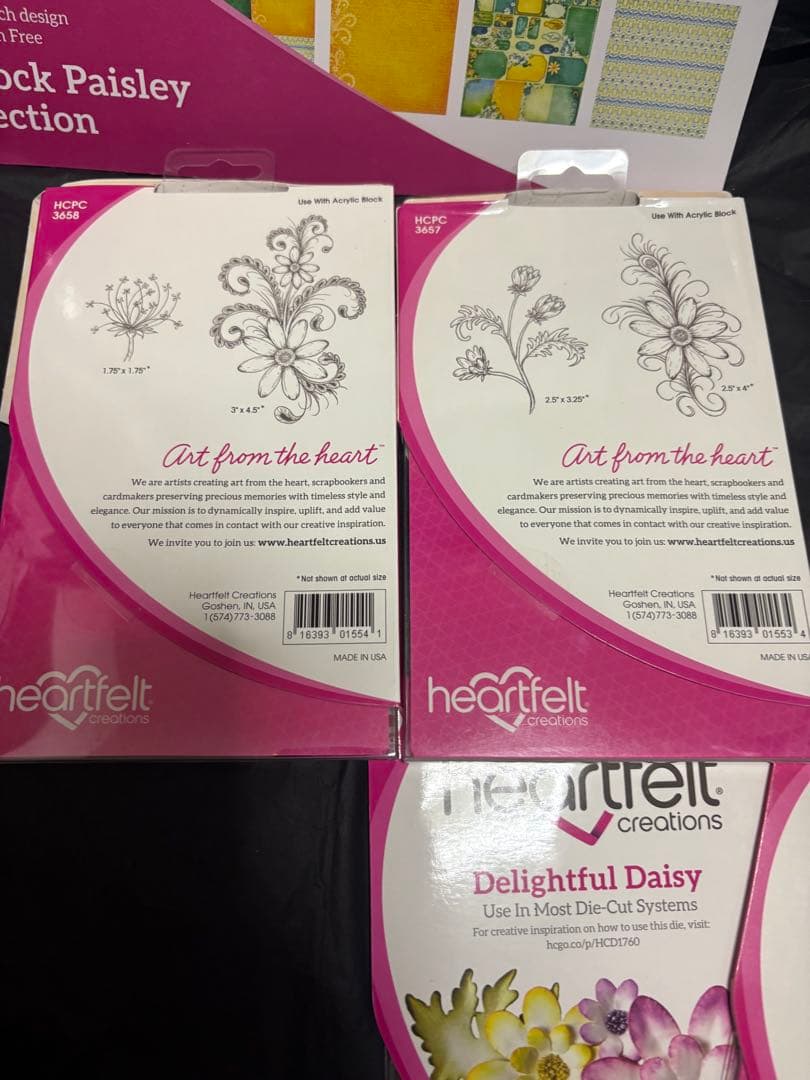 ch design
n Free
ock Paisley
ection
HCPC
3658
Use With Acrylic Block
1.75" x 1.75"*
3" x 4.5"*
Art from the heart™
We are artists creating art from the heart, scrapbookers and
cardmakers preserving precious memories with timeless style and
elegance. Our mission is to dynamically inspire, uplift, and add value
to everyone that comes in contact with our creative inspiration.
We invite you to join us: www.heartfeltcreations.us
*Not shown at actual size
Heartfelt Creations
Goshen, IN, USA
1(574)773-3088
8 16393 01554 1
MADE IN USA
heartfelt
creations
HCPC
3657
Use With Acrylic Block
2.5" x 3.25"*
2.5" x 4"*
Art from the heart™
We are artists creating art from the heart, scrapbookers and
cardmakers preserving precious memories with timeless style and
elegance. Our mission is to dynamically inspire, uplift, and add value
to everyone that comes in contact with our creative inspiration.
We invite you to join us: www.heartfeltcreations.us
*Not shown at actual size
Heartfelt Creations
Goshen, IN, USA
1(574)773-3088
8 16393 01553 4
MADE IN USA
heartfelt
creations
heartfelt®
creations
Delightful Daisy
Use In Most Die-Cut Systems
For creative inspiration on how to use this die, visit:
hcgo.co/p/HCD1760